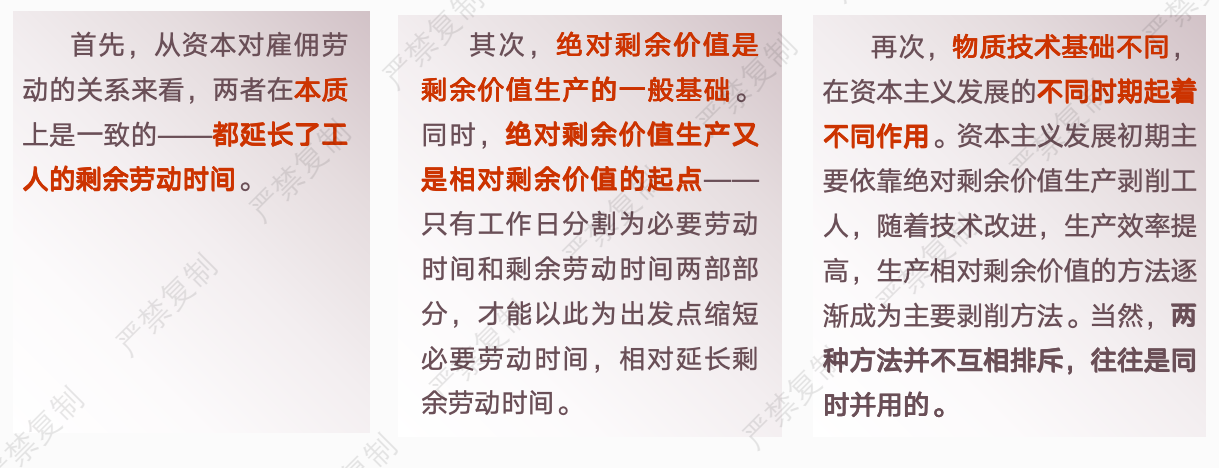 首先，从资本对雇佣劳
动的关系来看，两者在本质
上是一致的——都延长了工
人的剩余劳动时间。
其次，绝对剩余价值是
剩余价值生产的一般基础。
同时，绝对剩余价值生产又
是相对剩余价值的起点——
只有工作日分割为必要劳动
时间和剩余劳动时间两部部
分，才能以此为出发点缩短
必要劳动时间，相对延长剩
余劳动时间。
再次，物质技术基础不同，
在资本主义发展的不同时期起着
不同作用。资本主义发展初期主
要依靠绝对剩余价值生产剥削工
人，随着技术改进，生产效率提
高，生产相对剩余价值的方法逐
渐成为主要剥削方法。当然，两
种方法并不互相排斥，往往是同
时并用的。
严禁复制
严禁复制
严禁复制
严禁复制
严禁复制
严禁复制
严禁复制
严禁复制
严禁复制
严禁复制